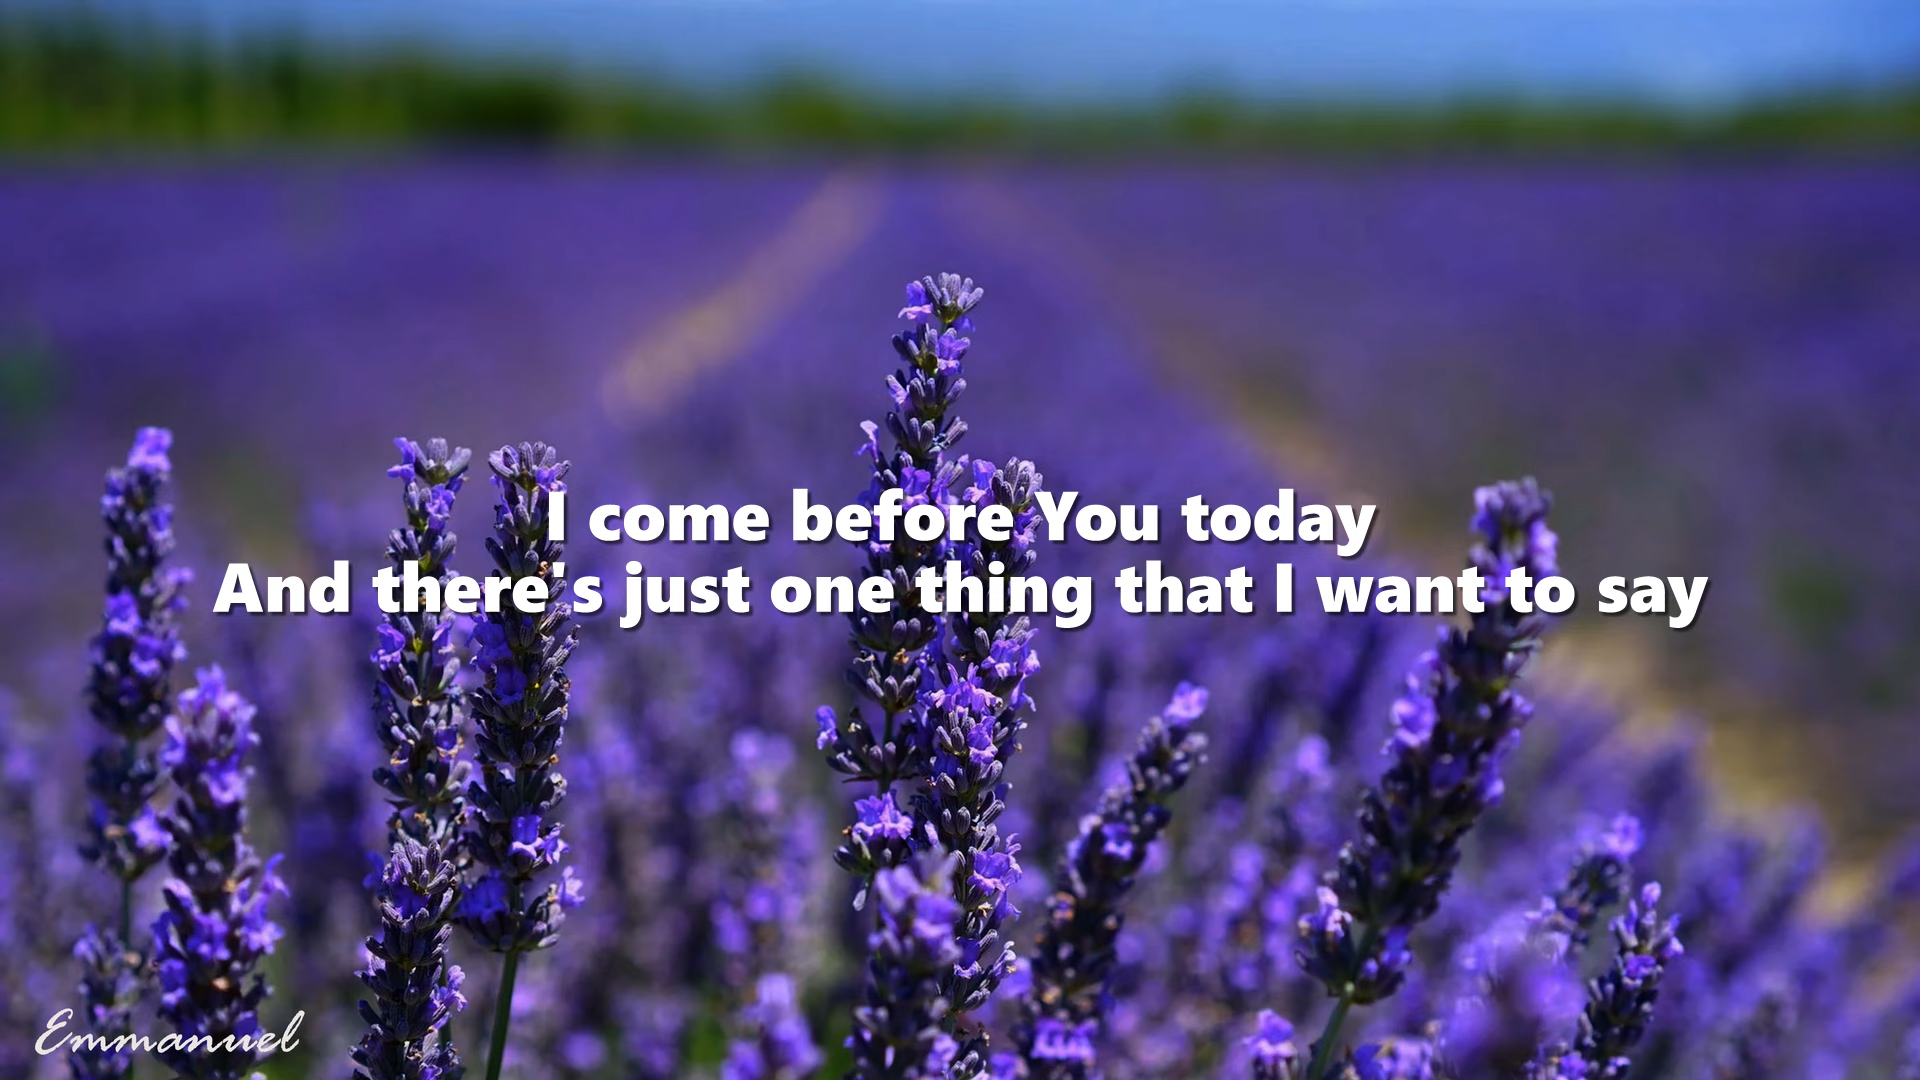 I come before You today
And there's just one thing that I want to say
Emmanuel